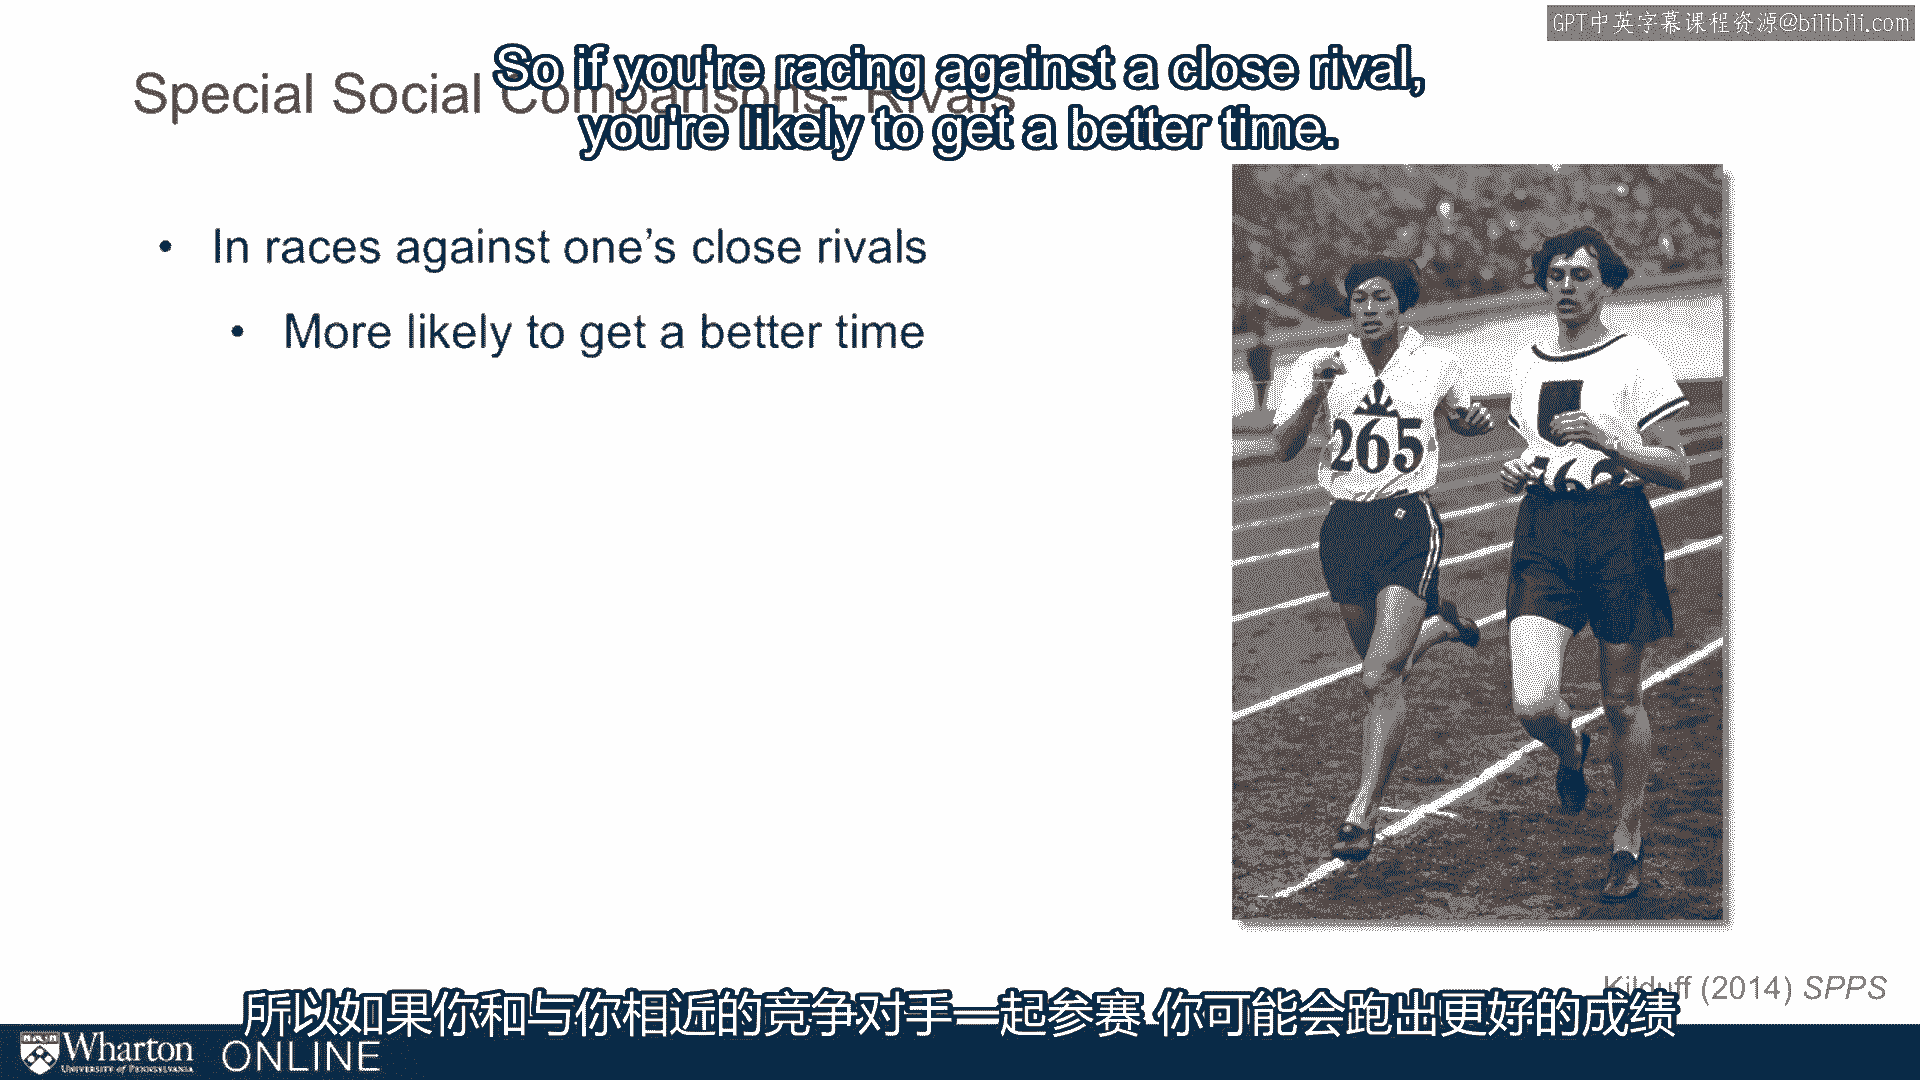 GPT中英字幕课程资源@bilibili.com
So if you're racing against a close rival,
you're likely to get a better time.
Special Social Comparisons- Rivals
• In races against one’s close rivals
• More likely to get a better time
265
Kilduff (2014) SPPS
所以如果你和与你相近的竞争对手一起参赛 你可能会跑出更好的成绩
Wharton
UNIVERSITY of PENNSYLVANIA
ONLINE